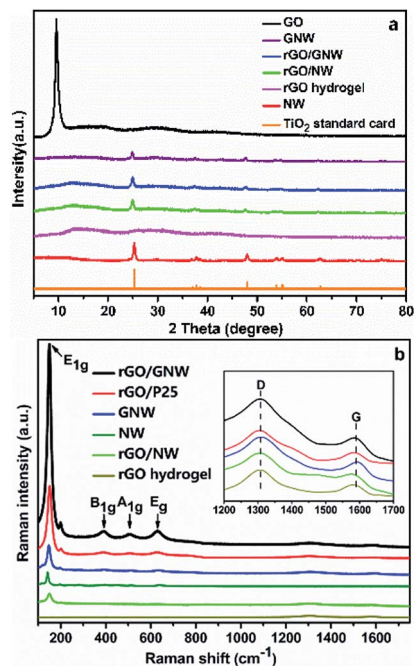 a
GO
GNW
rGO/GNW
rGO/NW
rGO hydrogel
NW
TiO2 standard card
Intensity(a.u.)
10 20 30 40 50 60 70 80
2 Theta (degree)
b
E1g
rGO/GNW
rGO/P25
GNW
NW
rGO/NW
rGO hydrogel
D
G
1200 1300 1400 1500 1600 1700
B1g A1g Eg
Raman intensity (a.u.)
200 400 600 800 1000 1200 1400 1600
Raman shift (cm-1)